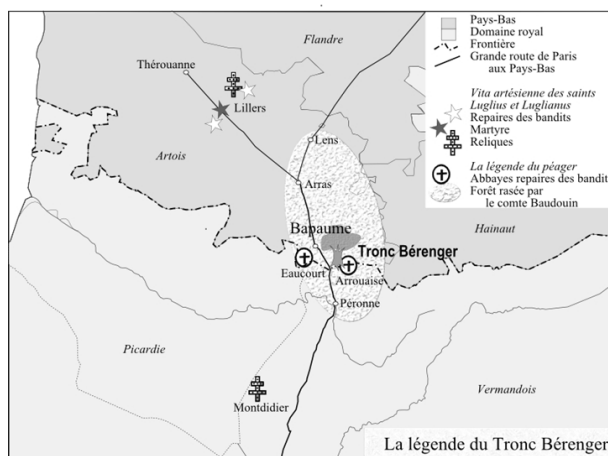 Flandre
Thérouanne
Lillers
Artois
Lens
Arras
Bapaume
Tronc Bérenger
Hainaut
Eaucourt
Arrouaise
Péronne
Picardie
Montdidier
Vermandois
Pays-Bas
Domaine royal
Frontière
Grande route de Paris
aux Pays-Bas
Vita artésienne des saints
Luglius et Luglianus
Repaires des bandits
Martyre
Reliques
La légende du péager
Abbayes repaires des bandits
Forêt rasée par
le comte Baudouin
La légende du Tronc Bérenger